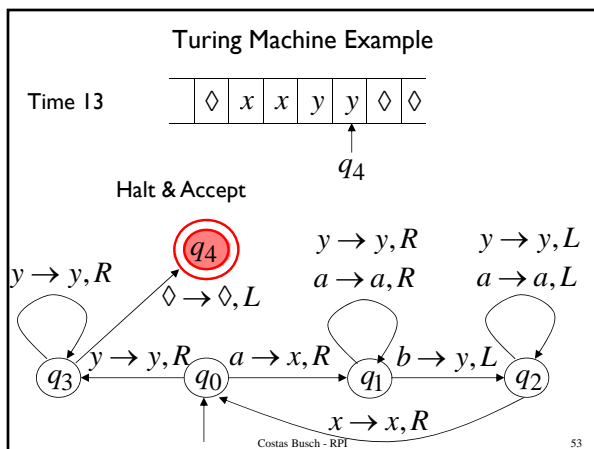 Turing Machine Example
Time 13
◊ x x y y ◊ ◊
q4
Halt & Accept
q4
y → y, R
y → y, L
y → y, R
a → a, R
a → a, L
◊ → ◊, L
y → y, R
a → x, R
b → y, L
q3
q0
q1
q2
x → x, R
Costas Busch - RPI
53